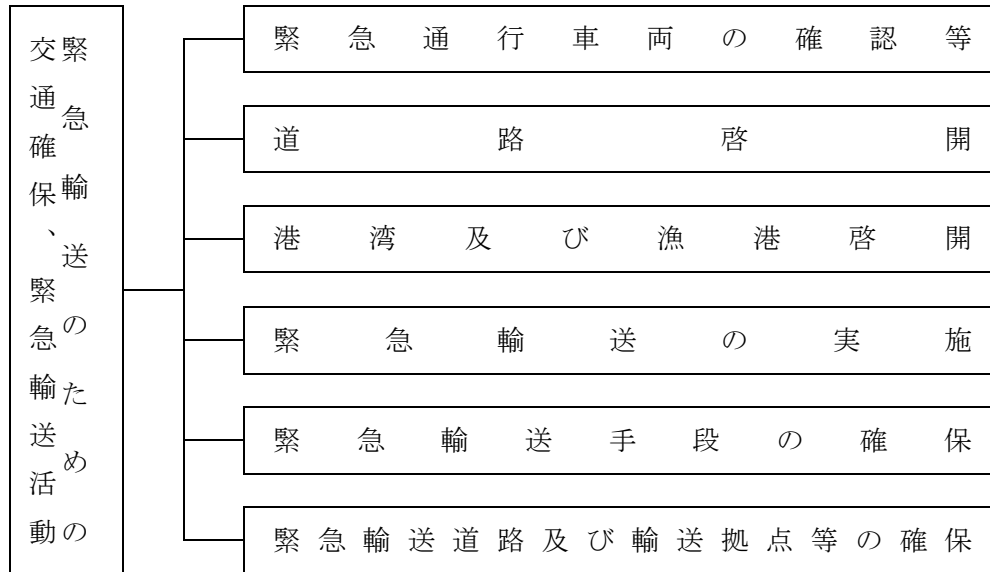 緊急輸送のための
交通確保、緊急輸送活動
緊急通行車両の確認等
道路啓開
港湾及び漁港啓開
緊急輸送の実施
緊急輸送手段の確保
緊急輸送道路及び輸送拠点等の確保